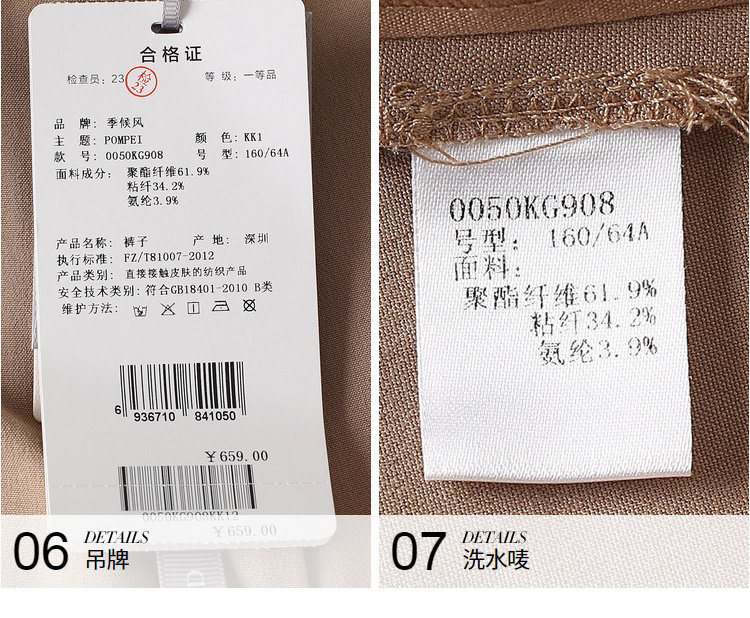 合格证
检查员: 23 检 23 等 级: 一等品
品 牌: 季候风
主 题: POMPEI 颜 色: KK1
款 号: 0050KG908 号 型: 160/64A
面料成分: 聚酯纤维61.9%
粘纤34.2%
氨纶3.9%
产品名称: 裤子 产 地: 深圳
执行标准: FZ/T81007-2012
产品类别: 直接接触皮肤的纺织产品
安全技术类别: 符合GB18401-2010 B类
维护方法:
6 936710 841050
￥659.00
0050KG908KK12
￥659.00
06 DETAILS
吊牌
0050KG908
号型: 160/64A
面料:
聚酯纤维61.9%
粘纤34.2%
氨纶3.9%
07 DETAILS
洗水唛